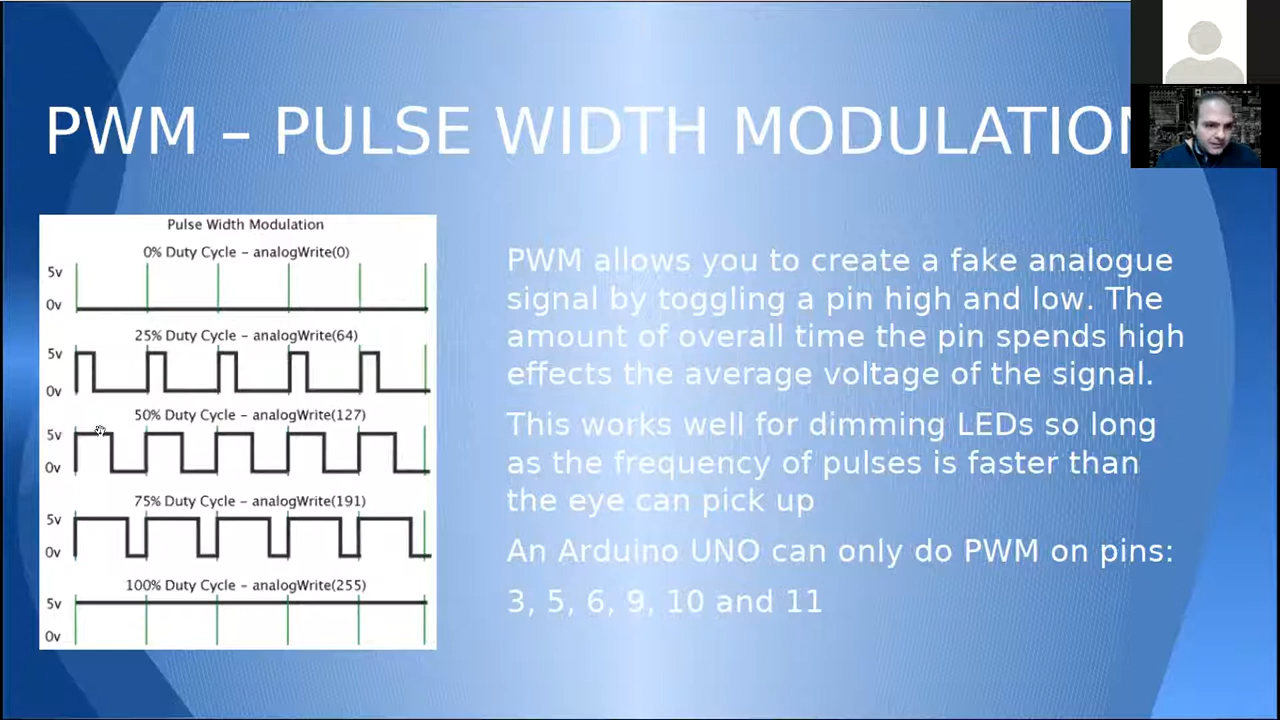 PWM – PULSE WIDTH MODULATION
Pulse Width Modulation
0% Duty Cycle – analogWrite(0)
5v
0v
25% Duty Cycle – analogWrite(64)
5v
0v
50% Duty Cycle – analogWrite(127)
5v
0v
75% Duty Cycle – analogWrite(191)
5v
0v
100% Duty Cycle – analogWrite(255)
5v
0v
PWM allows you to create a fake analogue
signal by toggling a pin high and low. The
amount of overall time the pin spends high
effects the average voltage of the signal.
This works well for dimming LEDs so long
as the frequency of pulses is faster than
the eye can pick up
An Arduino UNO can only do PWM on pins:
3, 5, 6, 9, 10 and 11